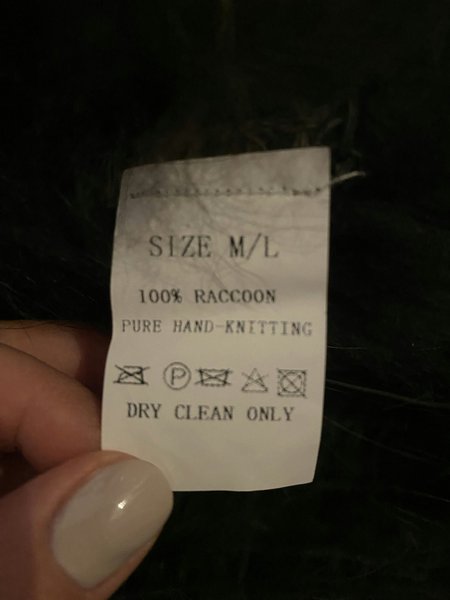 SIZE M/L
100% RACCOON
PURE HAND-KNITTING
P
DRY CLEAN ONLY